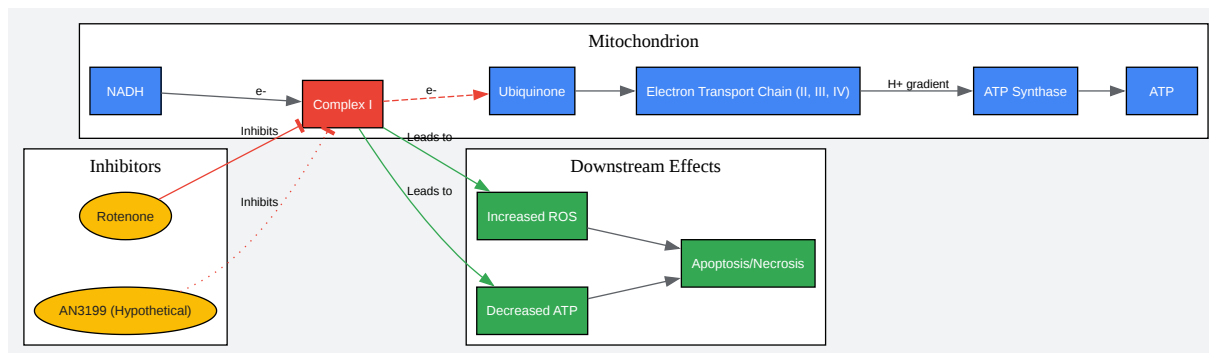 Mitochondrion
NADH
e-
Complex I
e-
Ubiquinone
Electron Transport Chain (II, III, IV)
H+ gradient
ATP Synthase
ATP
Inhibits
Leads to
Inhibitors
Rotenone
Inhibits
AN3199 (Hypothetical)
Leads to
Downstream Effects
Increased ROS
Apoptosis/Necrosis
Decreased ATP